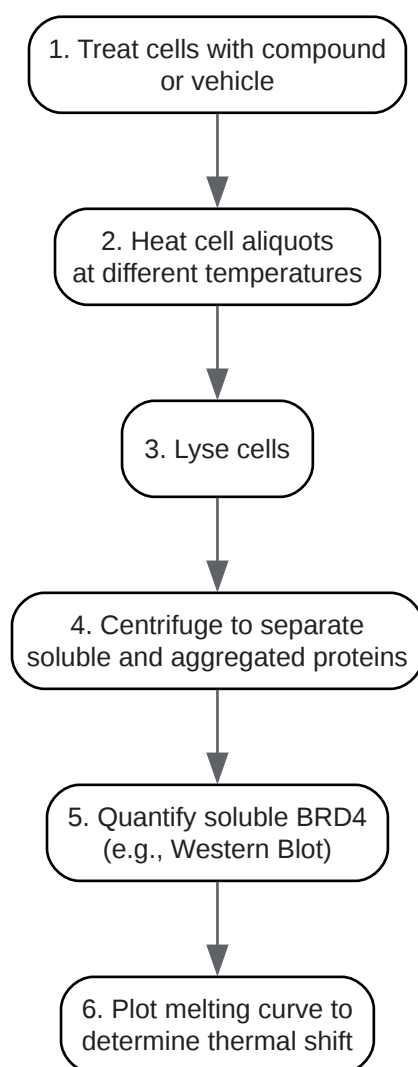 1. Treat cells with compound
or vehicle
2. Heat cell aliquots
at different temperatures
3. Lyse cells
4. Centrifuge to separate
soluble and aggregated proteins
5. Quantify soluble BRD4
(e.g., Western Blot)
6. Plot melting curve to
determine thermal shift